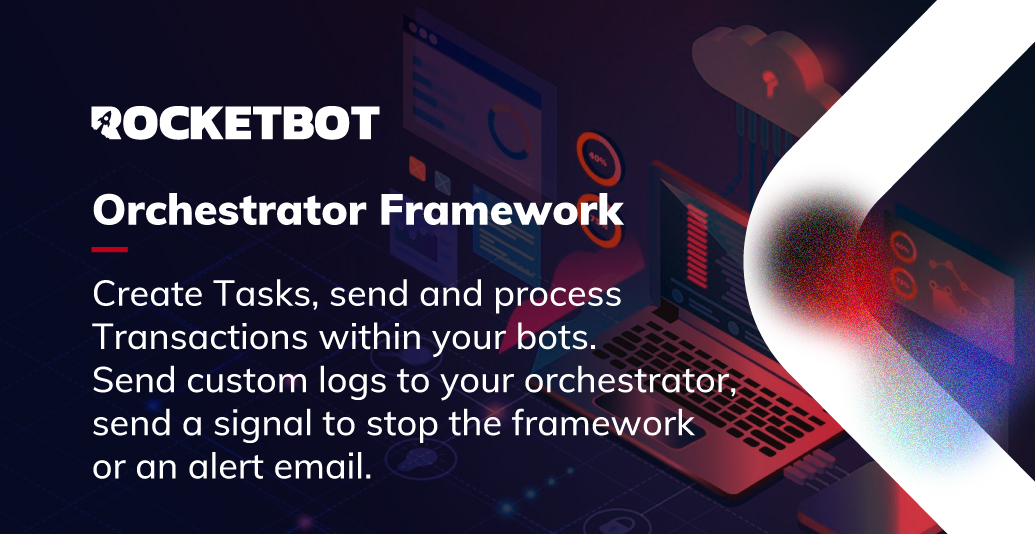 ROCKETBOT
Orchestrator Framework
Create Tasks, send and process
Transactions within your bots.
Send custom logs to your orchestrator,
send a signal to stop the framework
or an alert email.
40%